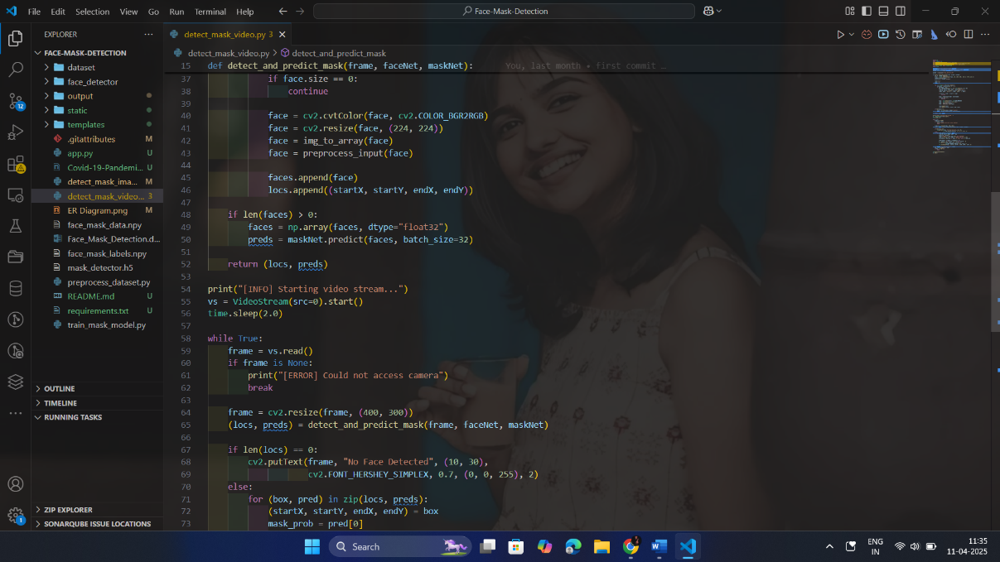 File Edit Selection View Go Run Terminal Help
Face-Mask-Discussion
EXPLORER
detect_mask_video.py 3
FACE-MASK-DETECTION
detect_mask_video.py > detect_and_predict_mask
dataset
face_detector
output
static
templates
.gitattributes M
app.py U
Covid-19-Pandemi... U
detect_mask_ima... M
detect_mask_video... 3
ER Diagram.png M
face_mask_data.npy
Face_Mask_Detection.d...
face_mask_labels.npy
mask_detector.h5
preprocess_dataset.py
README.md U
requirements.txt U
train_mask_model.py
OUTLINE
TIMELINE
RUNNING TASKS
ZIP EXPLORER
SONARQUBE ISSUE LOCATIONS
12
1
15 def detect_and_predict_mask(frame, faceNet, maskNet): You, last month • first commit …
37 if face.size == 0:
38 continue
39
40 face = cv2.cvtColor(face, cv2.COLOR_BGR2RGB)
41 face = cv2.resize(face, (224, 224))
42 face = img_to_array(face)
43 face = preprocess_input(face)
44
45 faces.append(face)
46 locs.append((startX, startY, endX, endY))
47
48 if len(faces) > 0:
49 faces = np.array(faces, dtype="float32")
50 preds = maskNet.predict(faces, batch_size=32)
51
52 return (locs, preds)
53
54 print("[INFO] Starting video stream...")
55 vs = VideoStream(src=0).start()
56 time.sleep(2.0)
57
58 while True:
59 frame = vs.read()
60 if frame is None:
61 print("[ERROR] Could not access camera")
62 break
63
64 frame = cv2.resize(frame, (400, 300))
65 (locs, preds) = detect_and_predict_mask(frame, faceNet, maskNet)
66
67 if len(locs) == 0:
68 cv2.putText(frame, "No Face Detected", (10, 30),
69 cv2.FONT_HERSHEY_SIMPLEX, 0.7, (0, 0, 255), 2)
70 else:
71 for (box, pred) in zip(locs, preds):
72 (startX, startY, endX, endY) = box
73 mask_prob = pred[0]
Search
ENG
IN
11:35
11-04-2025